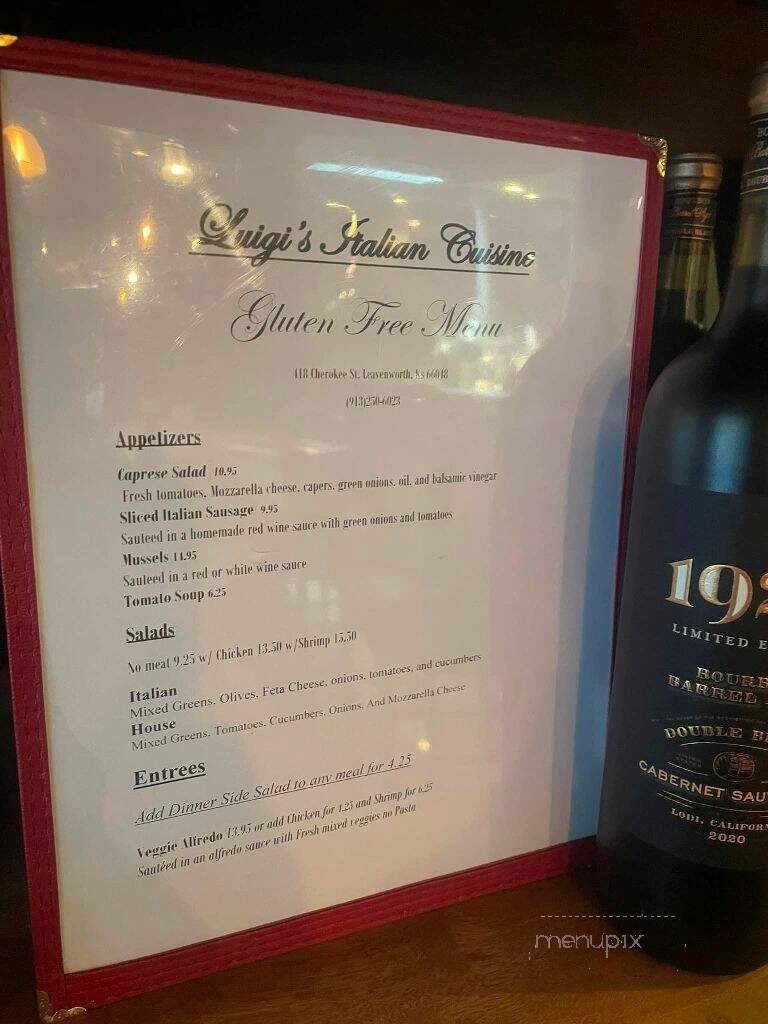 Luigi's Italian Cuisine
Gluten Free Menu
418 Cherokee St. Leavenworth, Ks 66048
(913)250-6023
Appetizers
Caprese Salad 10.95
Fresh tomatoes, Mozzarella cheese, capers, green onions, oil, and balsamic vinegar
Sliced Italian Sausage 9.95
Sauteed in a homemade red wine sauce with green onions and tomatoes
Mussels 14.95
Sauteed in a red or white wine sauce
Tomato Soup 6.25
Salads
No meat 9.25 w/ Chicken 13.50 w/Shrimp 15.50
Italian
Mixed Greens, Olives, Feta Cheese, onions, tomatoes, and cucumbers
House
Mixed Greens, Tomatoes, Cucumbers, Onions, And Mozzarella Cheese
Entrees
Add Dinner Side Salad to any meal for 4.25
Veggie Alfredo 13.95 or add Chicken for 4.25 and Shrimp for 6.25
Sautéed in an alfredo sauce with Fresh mixed veggies no Pasta
192
LIMITED E
BOURB
BARREL
DOUBLE BL
CABERNET SAUV
LODI, CALIFORN
2020
menupix